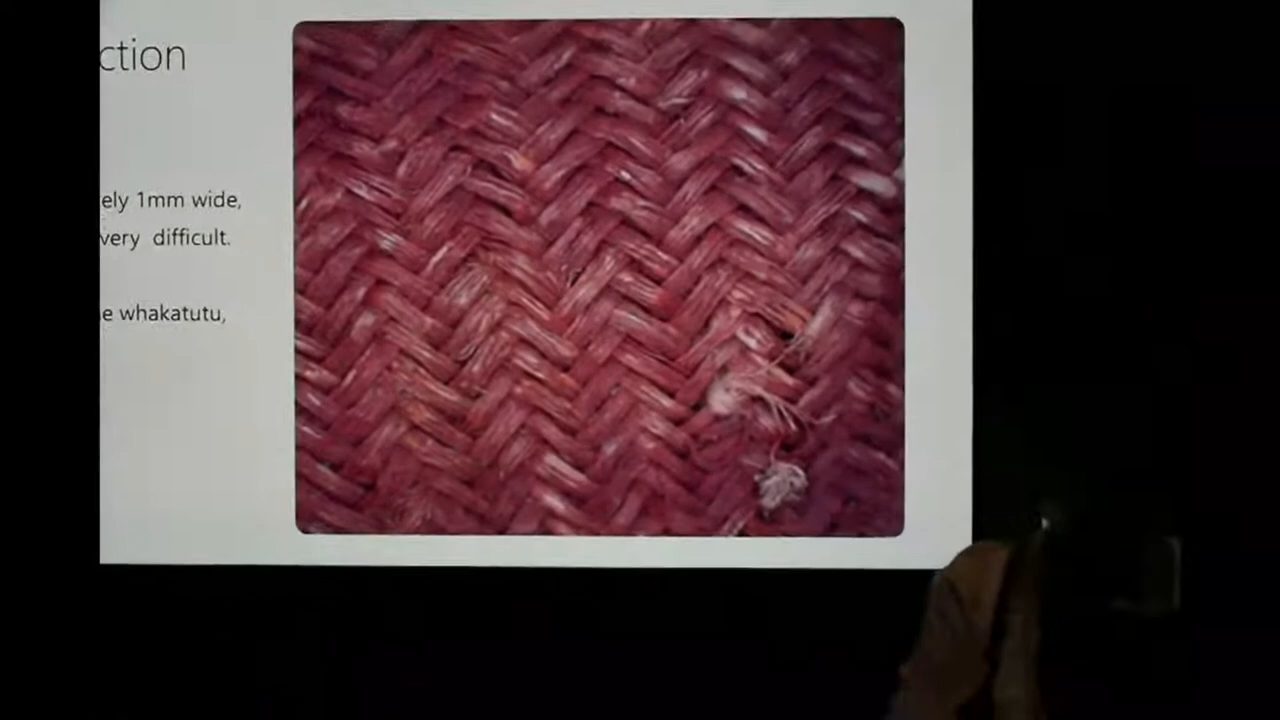 ction
ely 1mm wide,
very difficult.
e whakatutu,